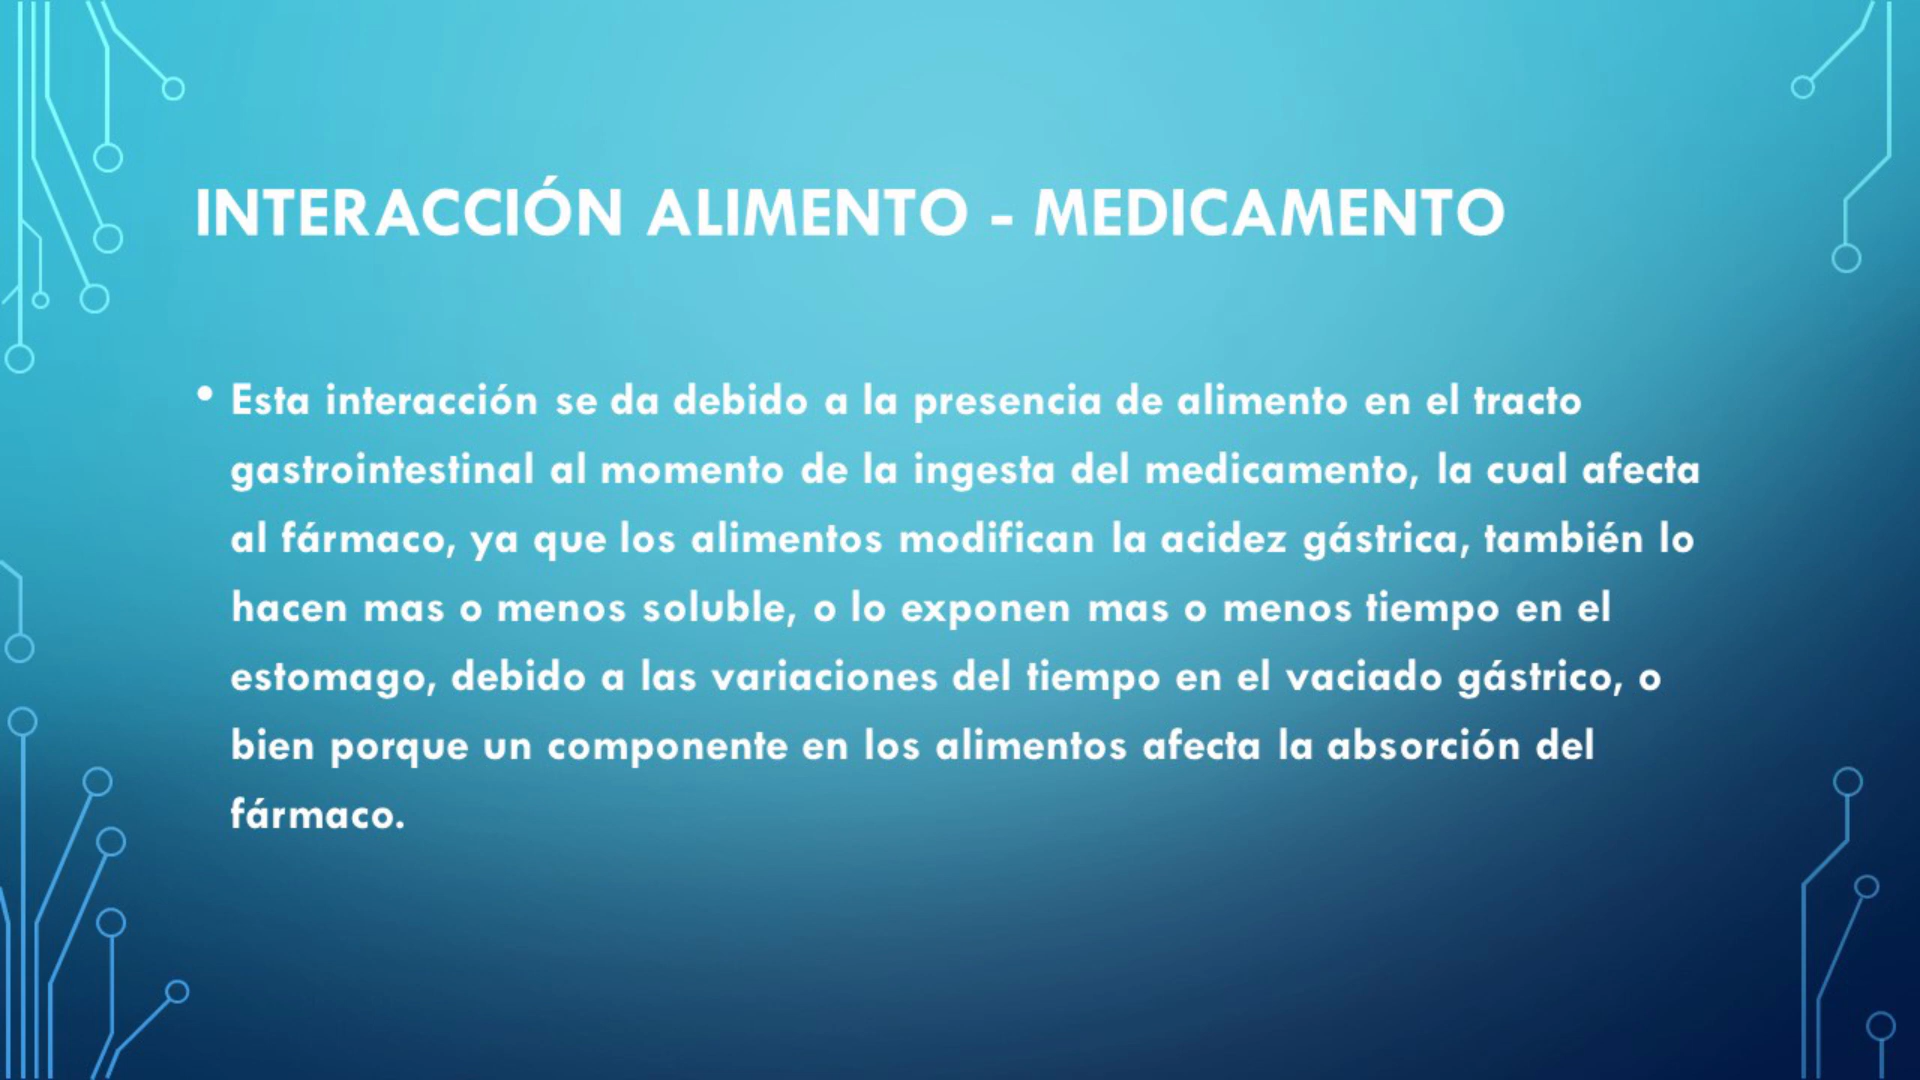 INTERACCIÓN ALIMENTO - MEDICAMENTO
• Esta interacción se da debido a la presencia de alimento en el tracto
gastrointestinal al momento de la ingesta del medicamento, la cual afecta
al fármaco, ya que los alimentos modifican la acidez gástrica, también lo
hacen mas o menos soluble, o lo exponen mas o menos tiempo en el
estomago, debido a las variaciones del tiempo en el vaciado gástrico, o
bien porque un componente en los alimentos afecta la absorción del
fármaco.